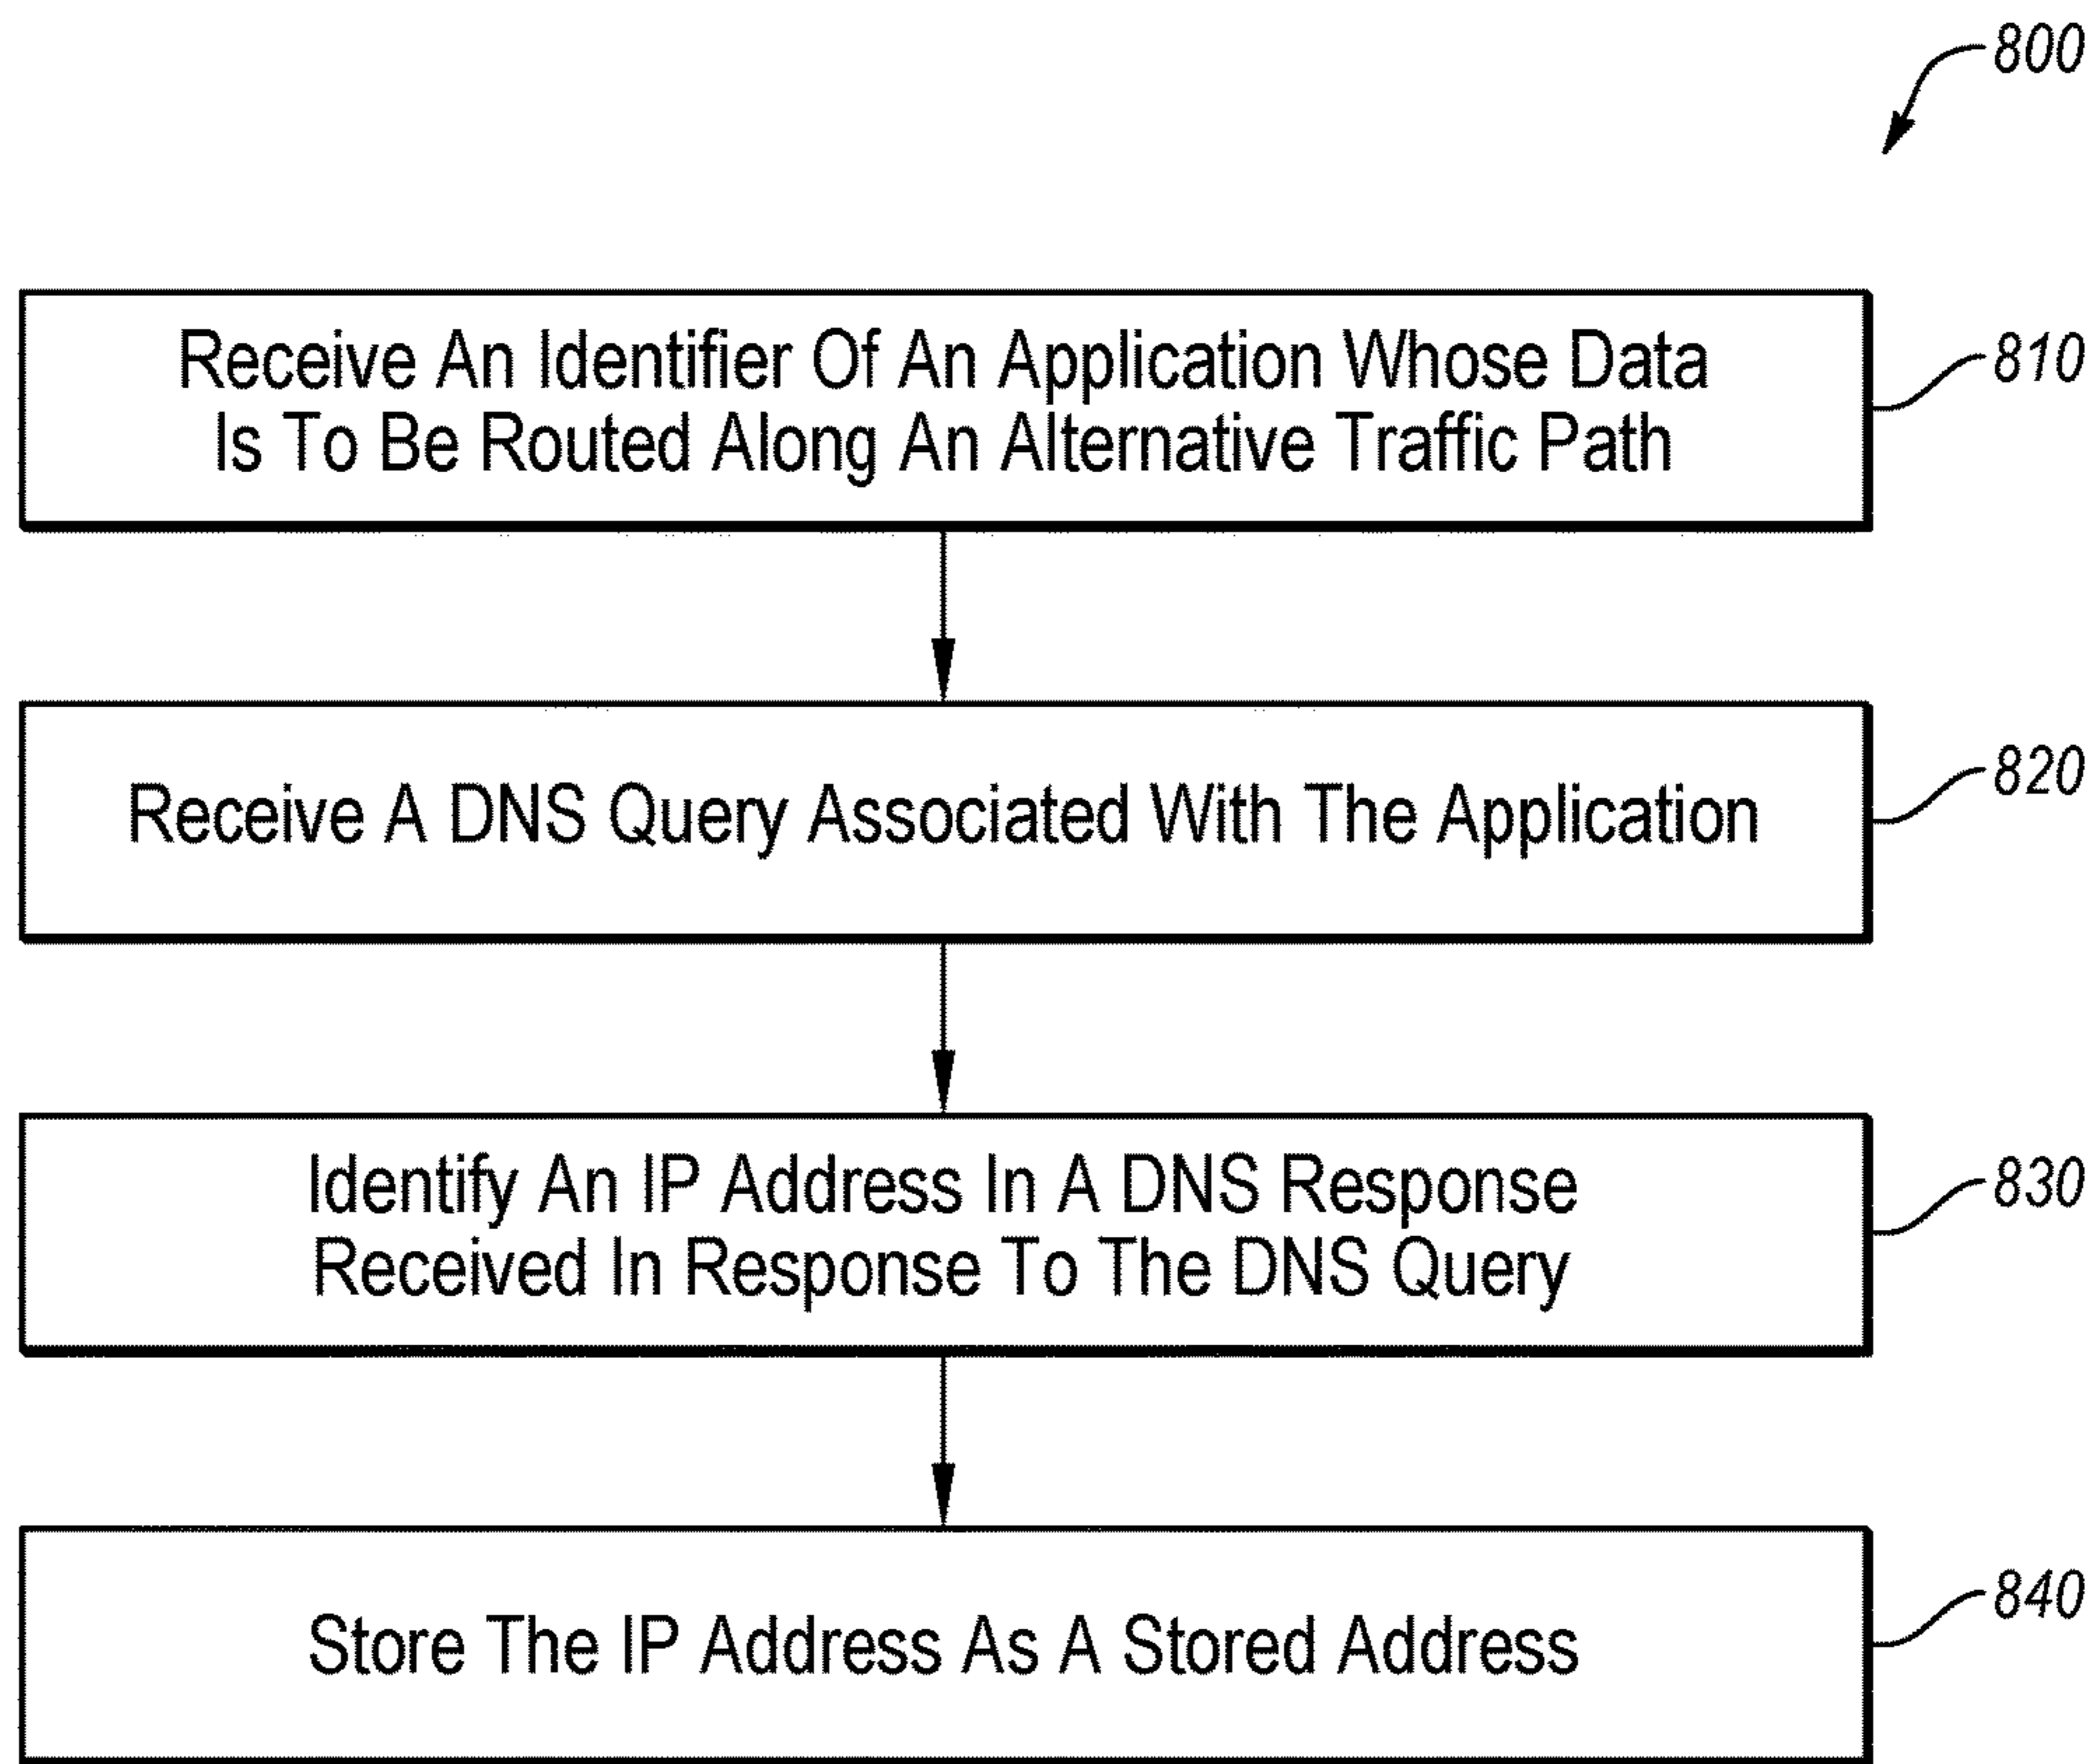 800
Receive An Identifier Of An Application Whose Data
Is To Be Routed Along An Alternative Traffic Path
810
Receive A DNS Query Associated With The Application
820
Identify An IP Address In A DNS Response
Received In Response To The DNS Query
830
Store The IP Address As A Stored Address
840